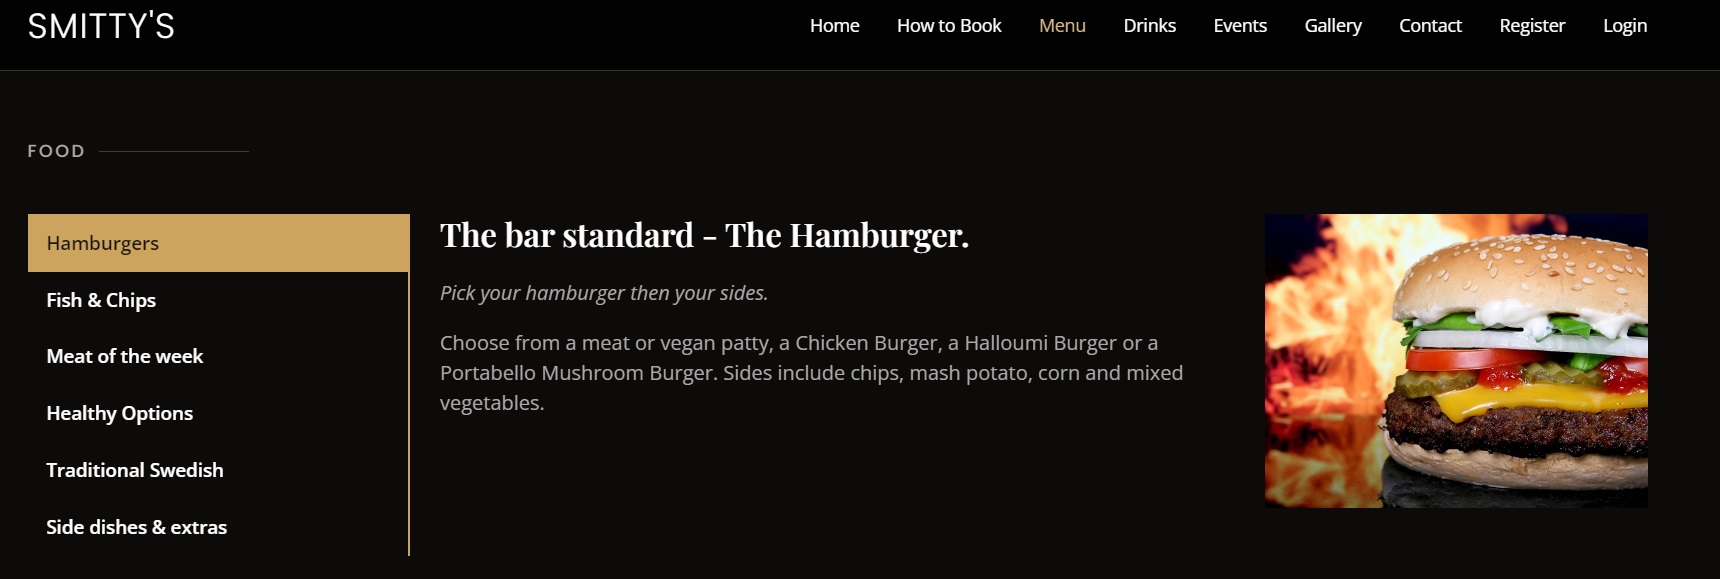 SMITTY'S
Home How to Book Menu Drinks Events Gallery Contact Register Login
FOOD
Hamburgers
Fish & Chips
Meat of the week
Healthy Options
Traditional Swedish
Side dishes & extras
The bar standard - The Hamburger.
Pick your hamburger then your sides.
Choose from a meat or vegan patty, a Chicken Burger, a Halloumi Burger or a
Portabello Mushroom Burger. Sides include chips, mash potato, corn and mixed
vegetables.